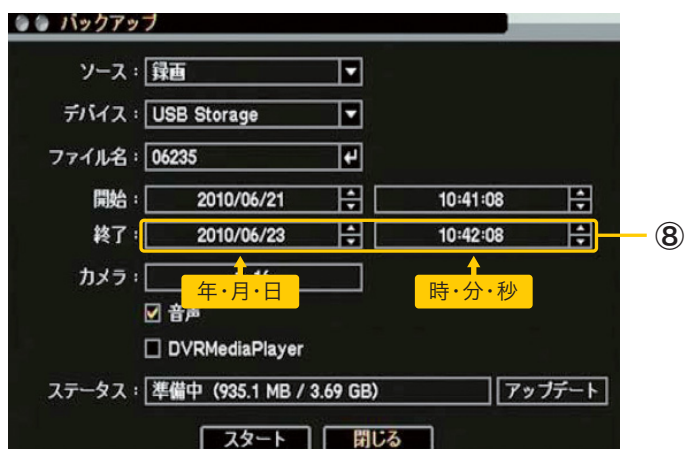 バックアップ
ソース : 録画
デバイス : USB Storage
ファイル名 : 06235
開始 : 2010/06/21 10:41:08
終了 : 2010/06/23 10:42:08
⑧
カメラ :
年・月・日 時・分・秒
音声
DVRMediaPlayer
ステータス : 準備中 (935.1 MB / 3.69 GB) アップデート
スタート 閉じる